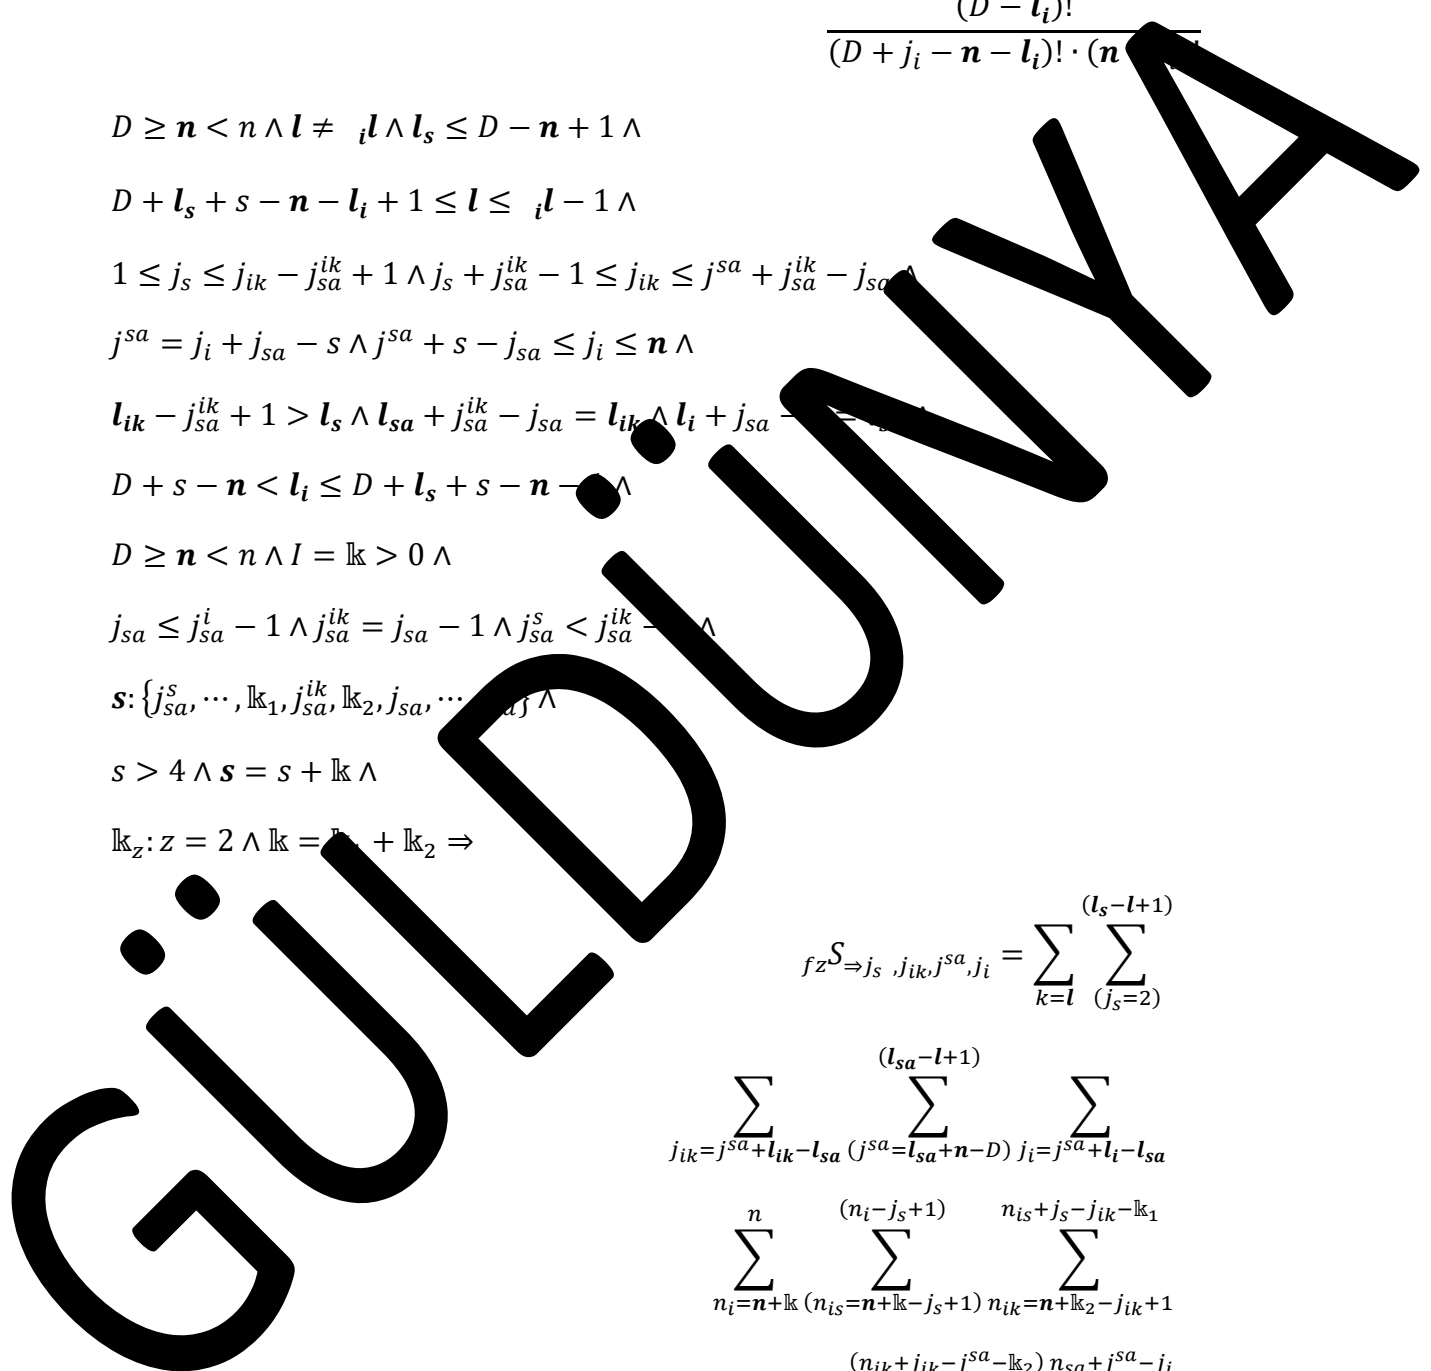 (D − l_i)!
(D + j_i − n − l_i)! · (n
D ≥ n < n ∧ l ≠ _il ∧ l_s ≤ D − n + 1 ∧
D + l_s + s − n − l_i + 1 ≤ l ≤ _il − 1 ∧
1 ≤ j_s ≤ j_ik − j_sa^ik + 1 ∧ j_s + j_sa^ik − 1 ≤ j_ik ≤ j^sa + j_sa^ik − j_sa ∧
j^sa = j_i + j_sa − s ∧ j^sa + s − j_sa ≤ j_i ≤ n ∧
l_ik − j_sa^ik + 1 > l_s ∧ l_sa + j_sa^ik − j_sa = l_ik ∧ l_i + j_sa −
D + s − n < l_i ≤ D + l_s + s − n − ∧
D ≥ n < n ∧ I = 𝕜 > 0 ∧
j_sa ≤ j_sa^i − 1 ∧ j_sa^ik = j_sa − 1 ∧ j_sa^s < j_sa^ik − ∧
s: {j_sa^s, ⋯, 𝕜_1, j_sa^ik, 𝕜_2, j_sa, ⋯ } ∧
s > 4 ∧ s = s + 𝕜 ∧
𝕜_z: z = 2 ∧ 𝕜 = + 𝕜_2 ⇒
GÜLDÜNYA
(l_s−l+1)
_fzS_⇒j_s ,j_ik,j^sa,j_i = ∑ ∑
k=l (j_s=2)
(l_sa−l+1)
∑ ∑ ∑
j_ik=j^sa+l_ik−l_sa (j^sa=l_sa+n−D) j_i=j^sa+l_i−l_sa
n (n_i−j_s+1) n_is+j_s−j_ik−𝕜_1
∑ ∑ ∑
n_i=n+𝕜 (n_is=n+𝕜−j_s+1) n_ik=n+𝕜_2−j_ik+1
(n_ik+j_ik−j^sa−𝕜_2) n_sa+j^sa−j_i